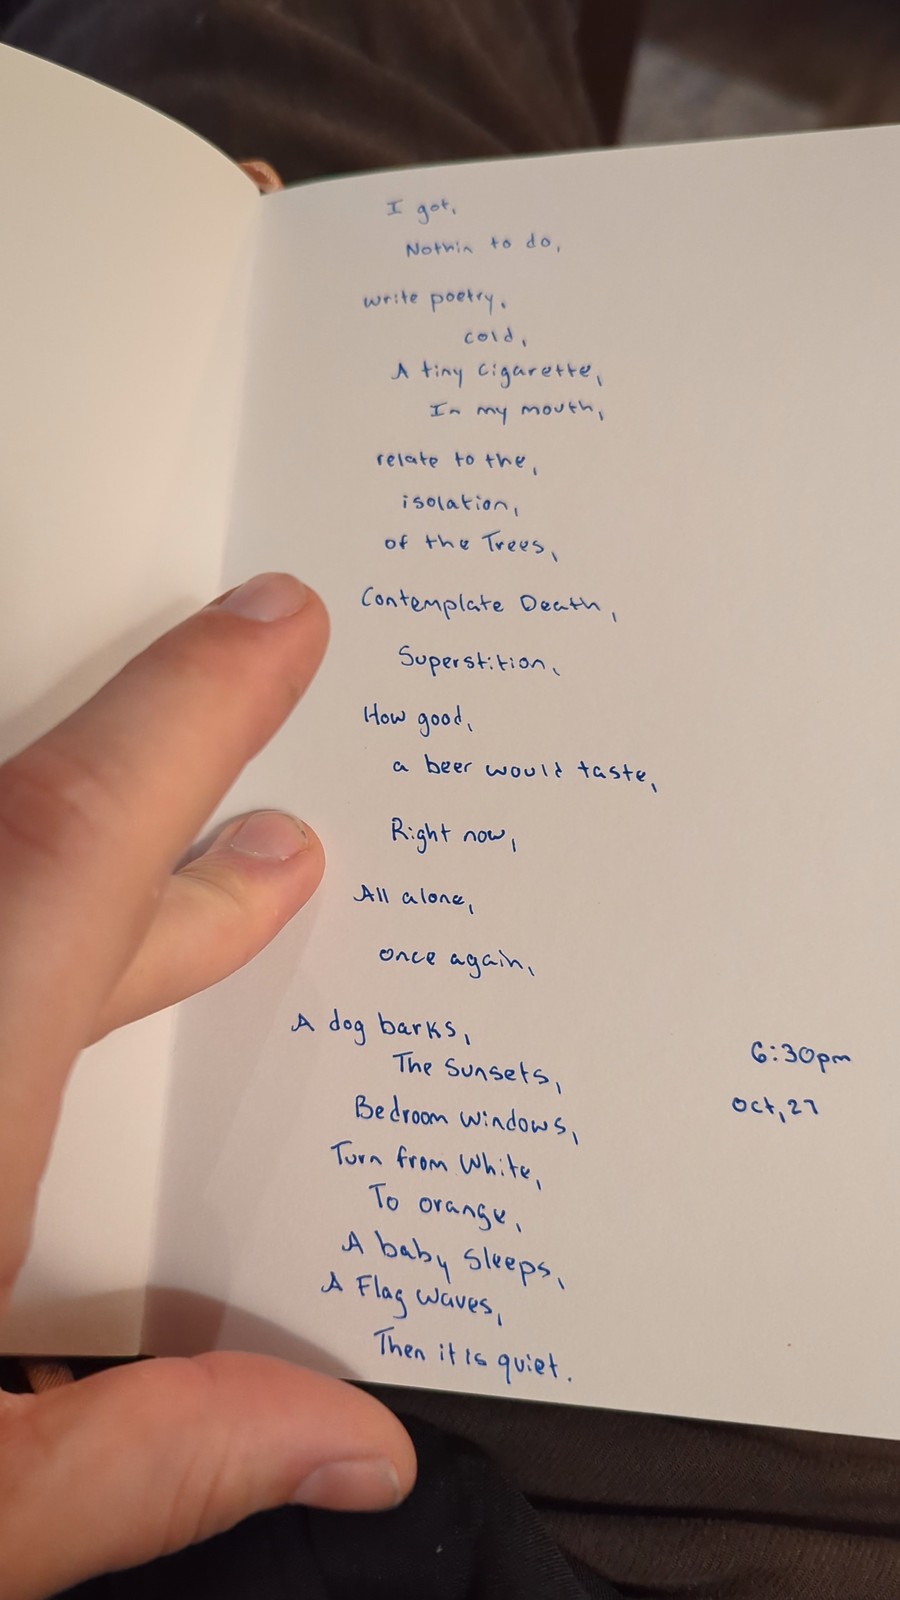 I got,
Nothin to do,
write poetry,
cold,
A tiny cigarette,
In my mouth,
relate to the,
isolation,
of the Trees,
Contemplate Death,
Superstition,
How good,
a beer would taste,
Right now,
All alone,
once again,
A dog barks,
The Sunsets,
Bedroom windows,
Turn from White,
To orange,
A baby sleeps,
A Flag waves,
Then it is quiet.
6:30pm
Oct, 27